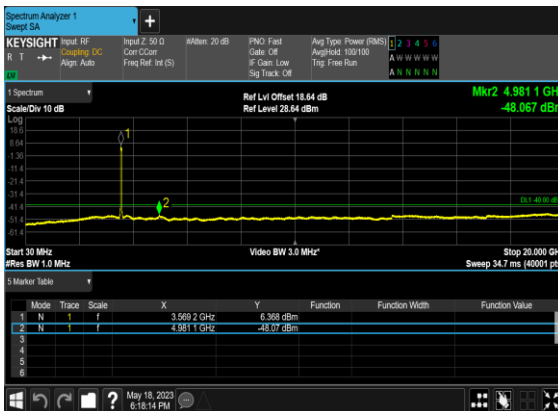 Spectrum Analyzer 1
Swept SA
KEYSIGHT
R T
LV
Input: RF
Coupling: DC
Align: Auto
Input Z: 50 Ω
Corr CCorr
Freq Ref: Int (S)
#Atten: 20 dB
PNO: Fast
Gate: Off
IF Gain: Low
Sig Track: Off
Avg Type: Power (RMS)
Avg|Hold: 100/100
Trig: Free Run
1 2 3 4 5 6
A W W W W W
A N N N N N
1 Spectrum
Scale/Div 10 dB
Ref Lvl Offset 18.64 dB
Ref Level 28.64 dBm
Mkr2 4.981 1 GHz
-48.067 dBm
Log
18.6
8.64
-1.36
-11.4
-21.4
-31.4
-41.4
-51.4
-61.4
1
2
DL1 -40.00 dB
Start 30 MHz
#Res BW 1.0 MHz
Video BW 3.0 MHz*
Stop 20.000 GH
Sweep 34.7 ms (40001 pt
5 Marker Table
Mode Trace Scale X Y Function Function Width Function Value
1 N 1 f 3.569 2 GHz 6.368 dBm
2 N 1 f 4.981 1 GHz -48.07 dBm
3
4
5
6
?
May 18, 2023
6:18:14 PM